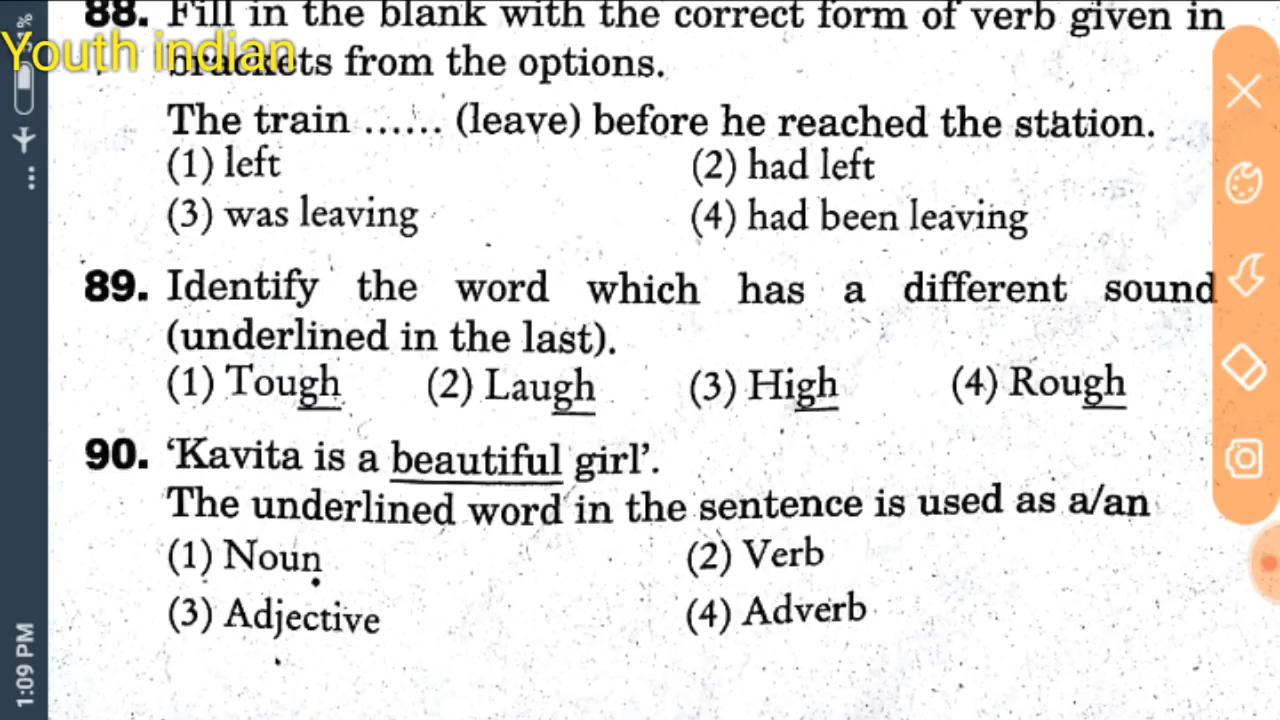 88. Fill in the blank with the correct form of verb given in
Youth indian
brackets from the options.
The train ...... (leave) before he reached the station.
(1) left (2) had left
(3) was leaving (4) had been leaving
89. Identify the word which has a different sound
(underlined in the last).
(1) Tough (2) Laugh (3) High (4) Rough
90. ‘Kavita is a beautiful girl’.
The underlined word in the sentence is used as a/an
(1) Noun (2) Verb
(3) Adjective (4) Adverb
1:09 PM